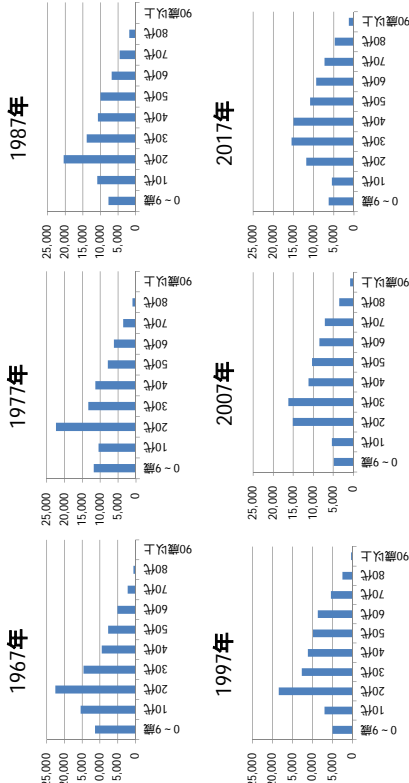 1967年
25,000
20,000
15,000
10,000
5,000
0
0~9歳
10代
20代
30代
40代
50代
60代
70代
80代
90歳以上
1977年
25,000
20,000
15,000
10,000
5,000
0
0~9歳
10代
20代
30代
40代
50代
60代
70代
80代
90歳以上
1987年
25,000
20,000
15,000
10,000
5,000
0
0~9歳
10代
20代
30代
40代
50代
60代
70代
80代
90歳以上
1997年
25,000
20,000
15,000
10,000
5,000
0
0~9歳
10代
20代
30代
40代
50代
60代
70代
80代
90歳以上
2007年
25,000
20,000
15,000
10,000
5,000
0
0~9歳
10代
20代
30代
40代
50代
60代
70代
80代
90歳以上
2017年
25,000
20,000
15,000
10,000
5,000
0
0~9歳
10代
20代
30代
40代
50代
60代
70代
80代
90歳以上